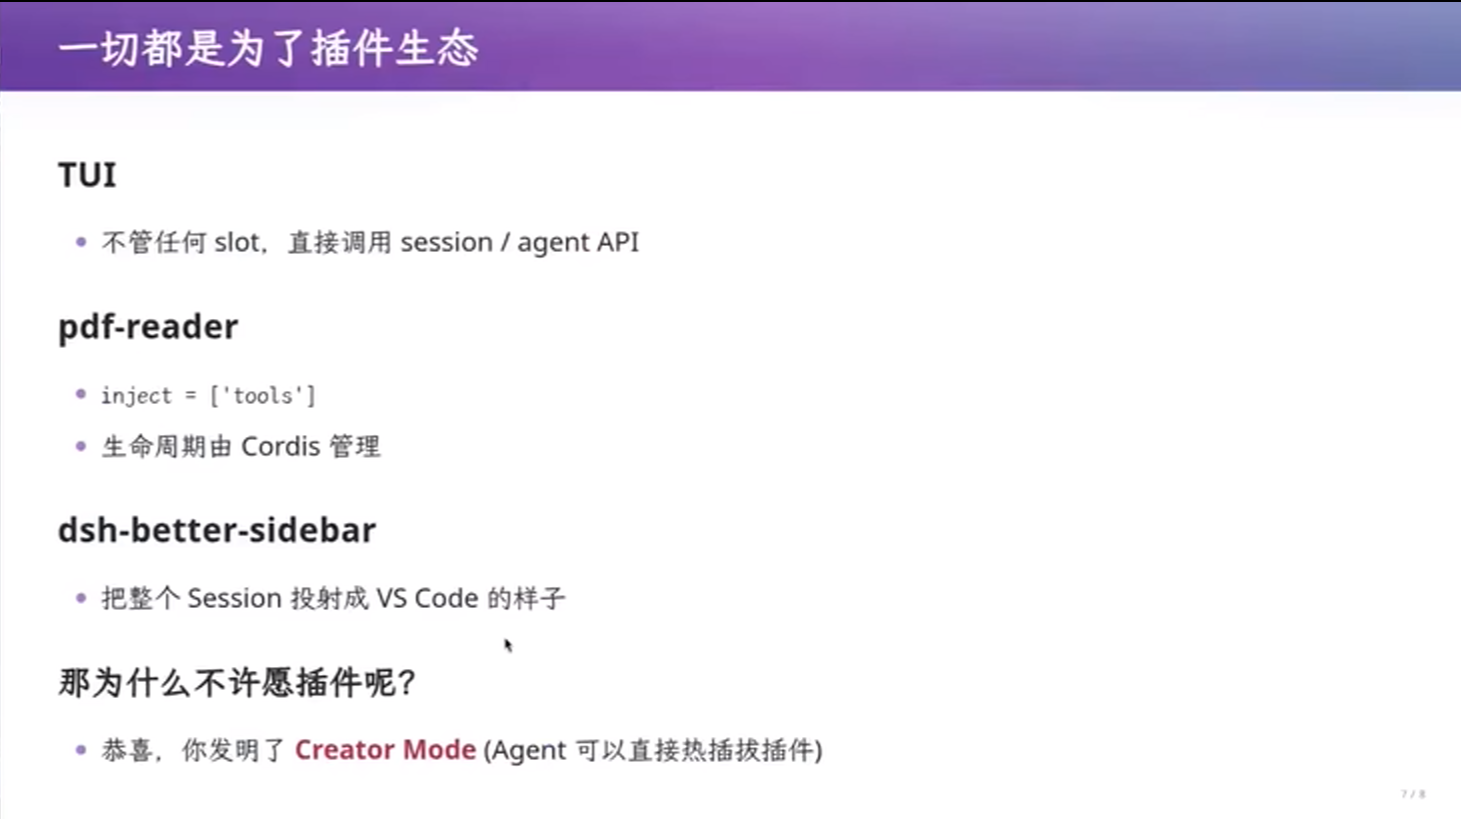 一切都是为了插件生态
TUI
不管任何 slot，直接调用 session / agent API
pdf-reader
inject = ['tools']
生命周期由 Cordis 管理
dsh-better-sidebar
把整个 Session 投射成 VS Code 的样子
那为什么不许愿插件呢？
恭喜，你发明了 Creator Mode (Agent 可以直接热插拔插件)
7 / 8